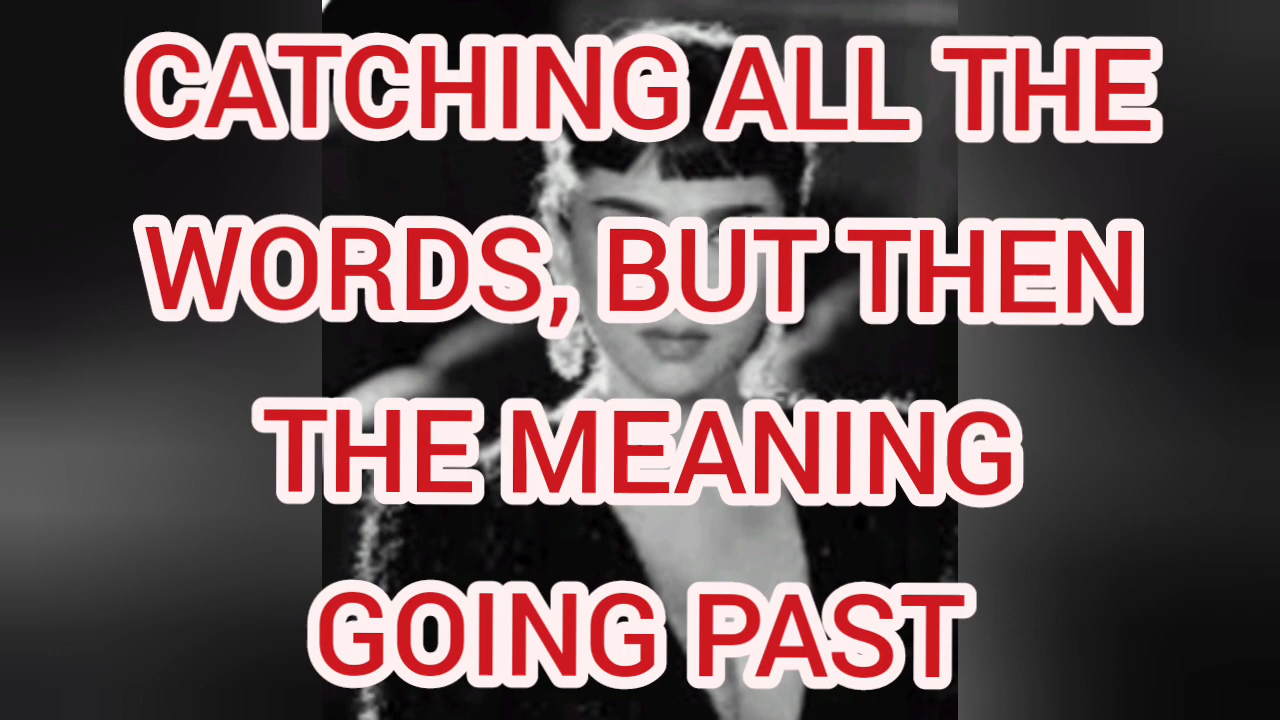 CATCHING ALL THE
WORDS, BUT THEN
THE MEANING
GOING PAST